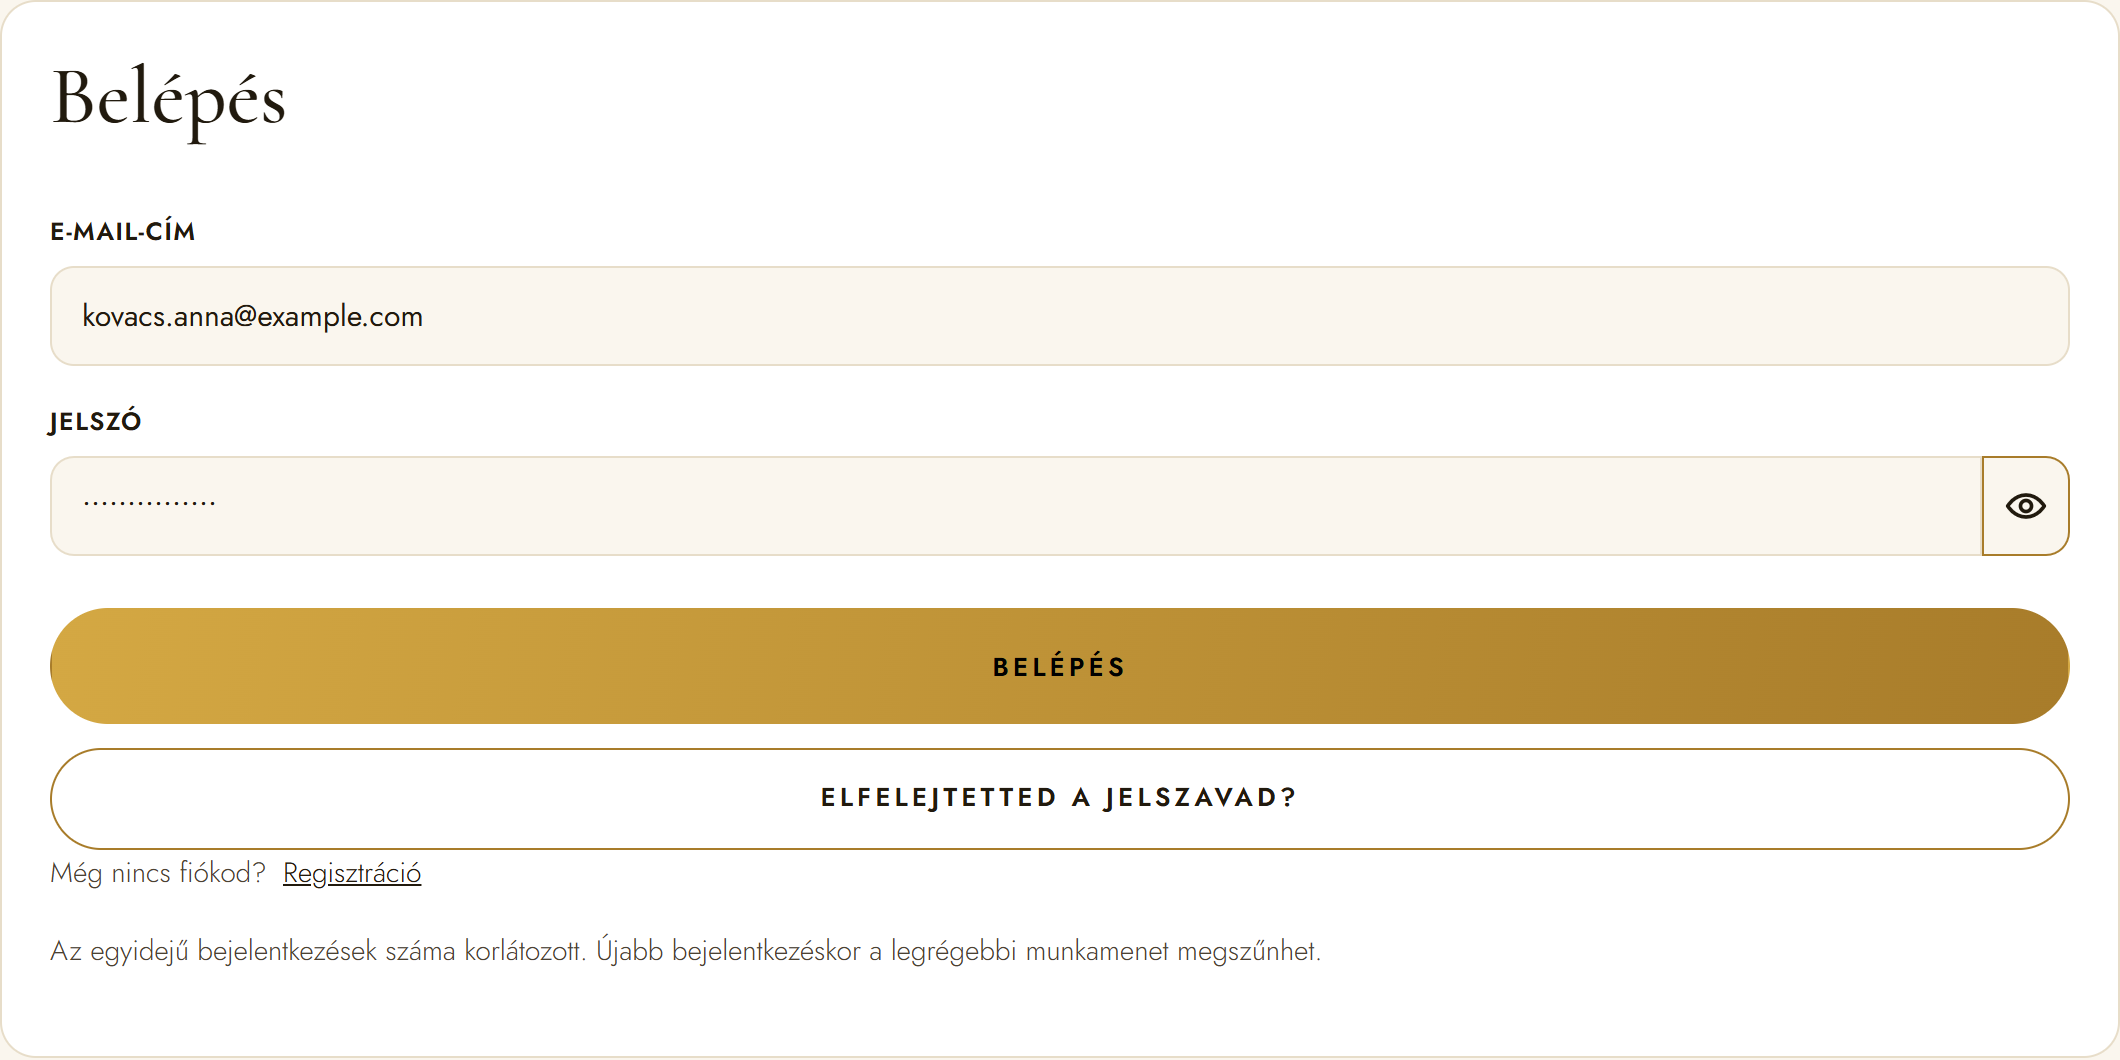 Belépés
E-MAIL-CÍM
kovacs.anna@example.com
JELSZÓ
...............
BELÉPÉS
ELFELEJTETTED A JELSZAVAD?
Még nincs fiókod? Regisztráció
Az egyidejű bejelentkezések száma korlátozott. Újabb bejelentkezéskor a legrégebbi munkamenet megszűnhet.